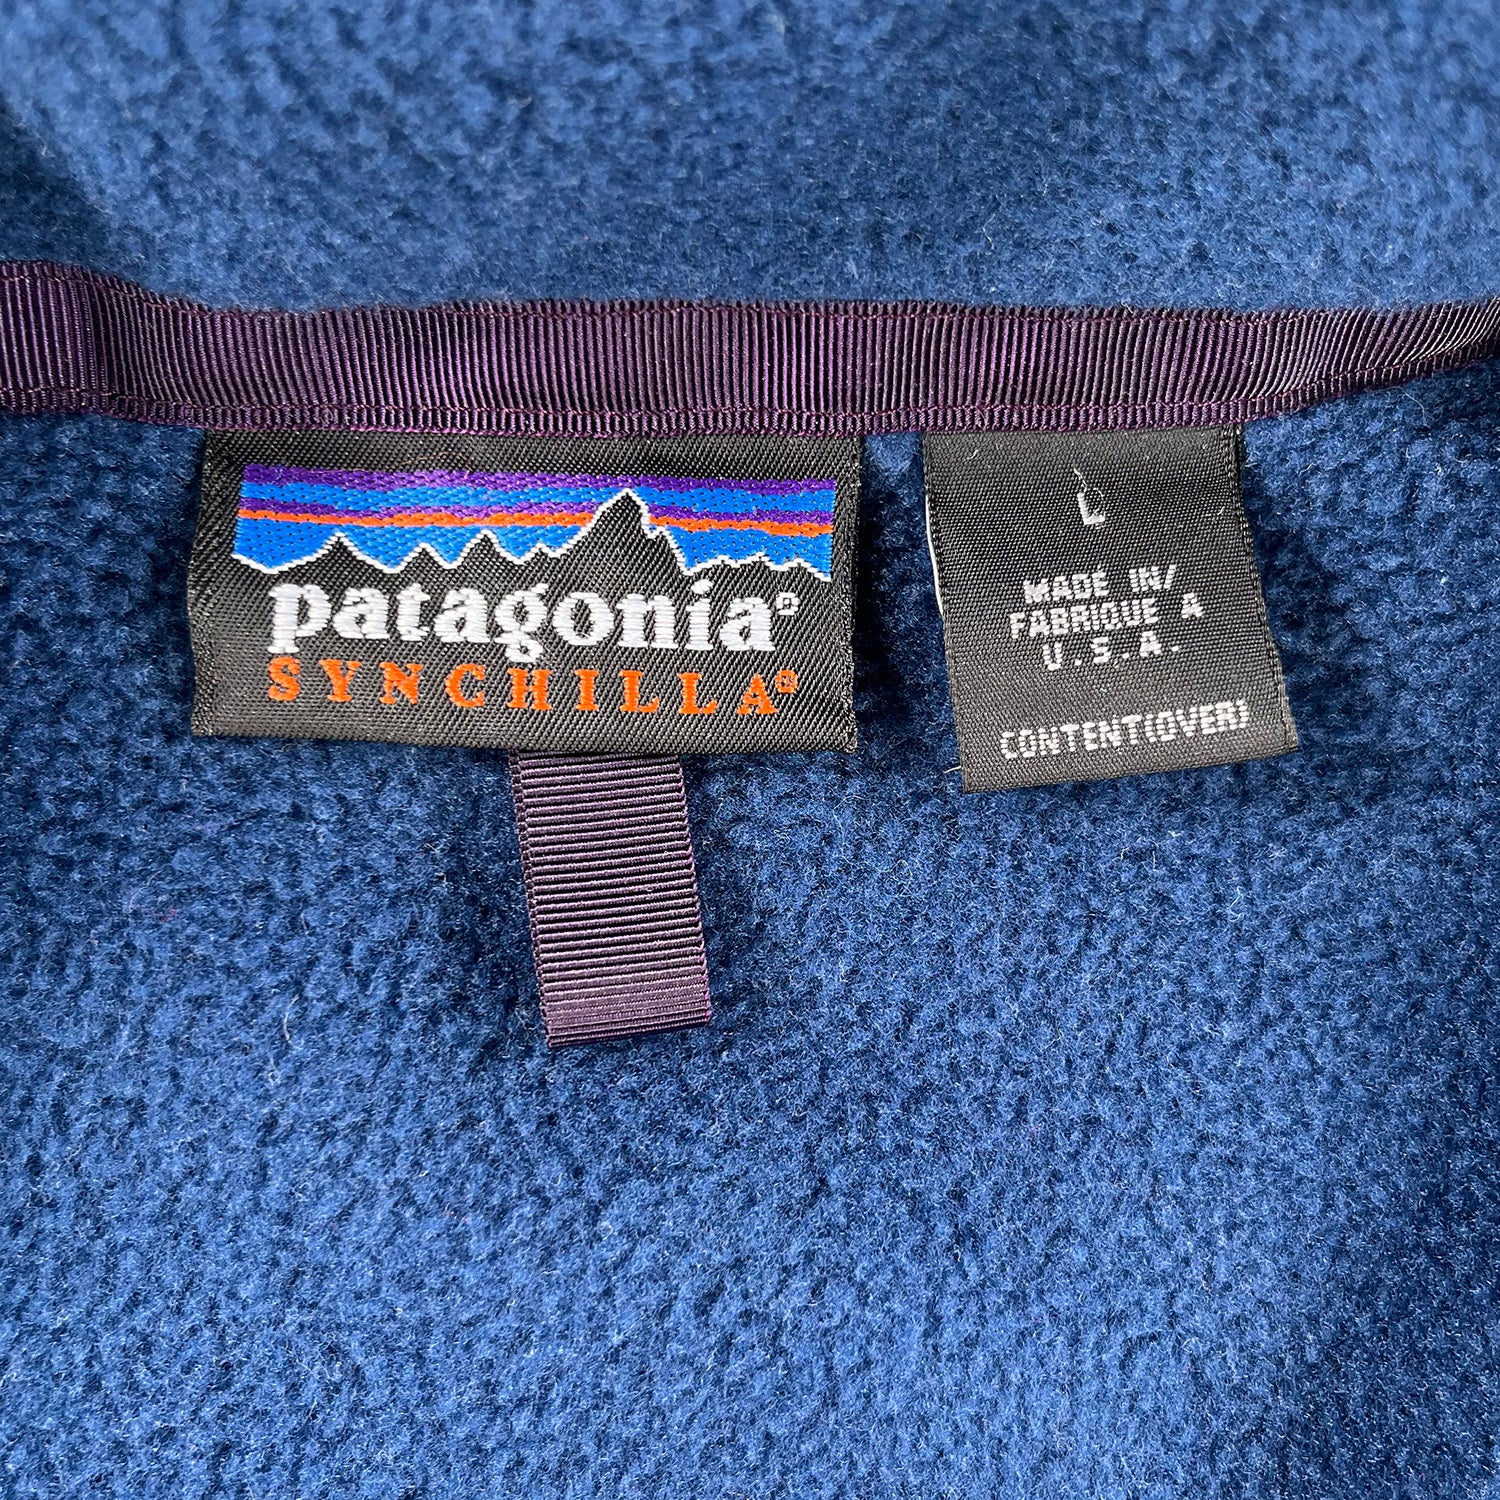 patagonia®
SYNCHILLA®
L
MADE IN/
FABRIQUE A
U.S.A.
CONTENT(OVER)